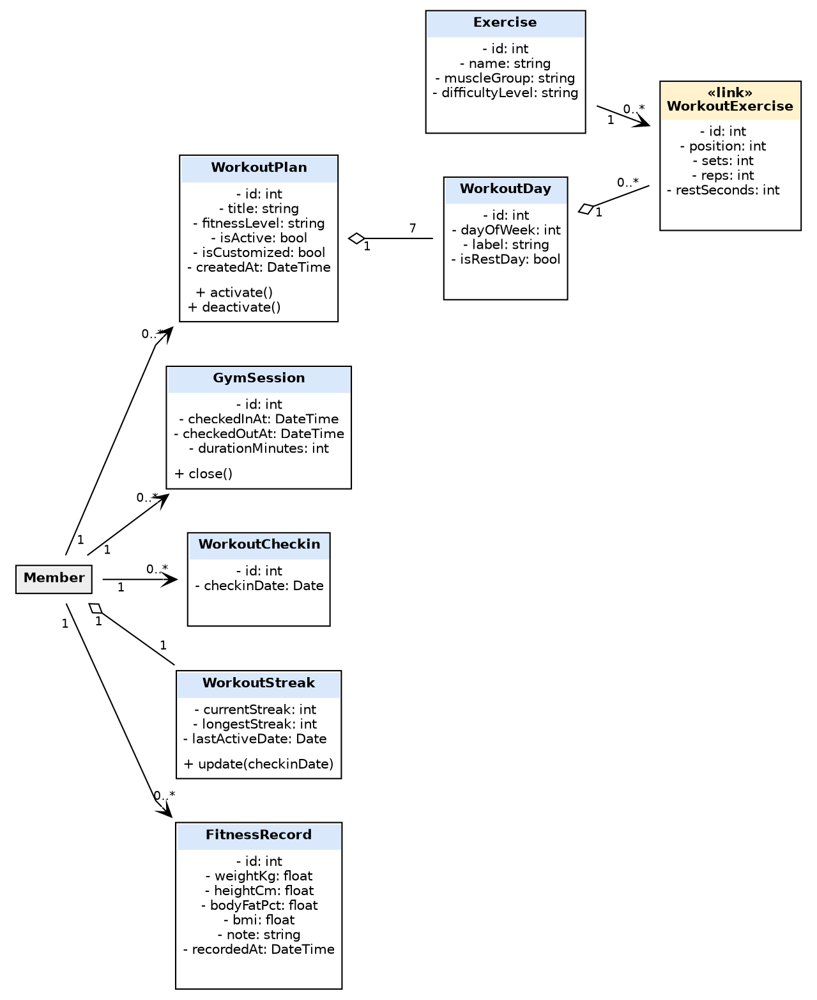 Exercise
- id: int
- name: string
- muscleGroup: string
- difficultyLevel: string
1
0..*
«link»
WorkoutExercise
- id: int
- position: int
- sets: int
- reps: int
- restSeconds: int
WorkoutPlan
- id: int
- title: string
- fitnessLevel: string
- isActive: bool
- isCustomized: bool
- createdAt: DateTime
+ activate()
+ deactivate()
1
7
WorkoutDay
- id: int
- dayOfWeek: int
- label: string
- isRestDay: bool
1
0..*
0..*
1
GymSession
- id: int
- checkedInAt: DateTime
- checkedOutAt: DateTime
- durationMinutes: int
+ close()
0..*
1
Member
1
0..*
WorkoutCheckin
- id: int
- checkinDate: Date
1
1
WorkoutStreak
- currentStreak: int
- longestStreak: int
- lastActiveDate: Date
+ update(checkinDate)
1
0..*
FitnessRecord
- id: int
- weightKg: float
- heightCm: float
- bodyFatPct: float
- bmi: float
- note: string
- recordedAt: DateTime